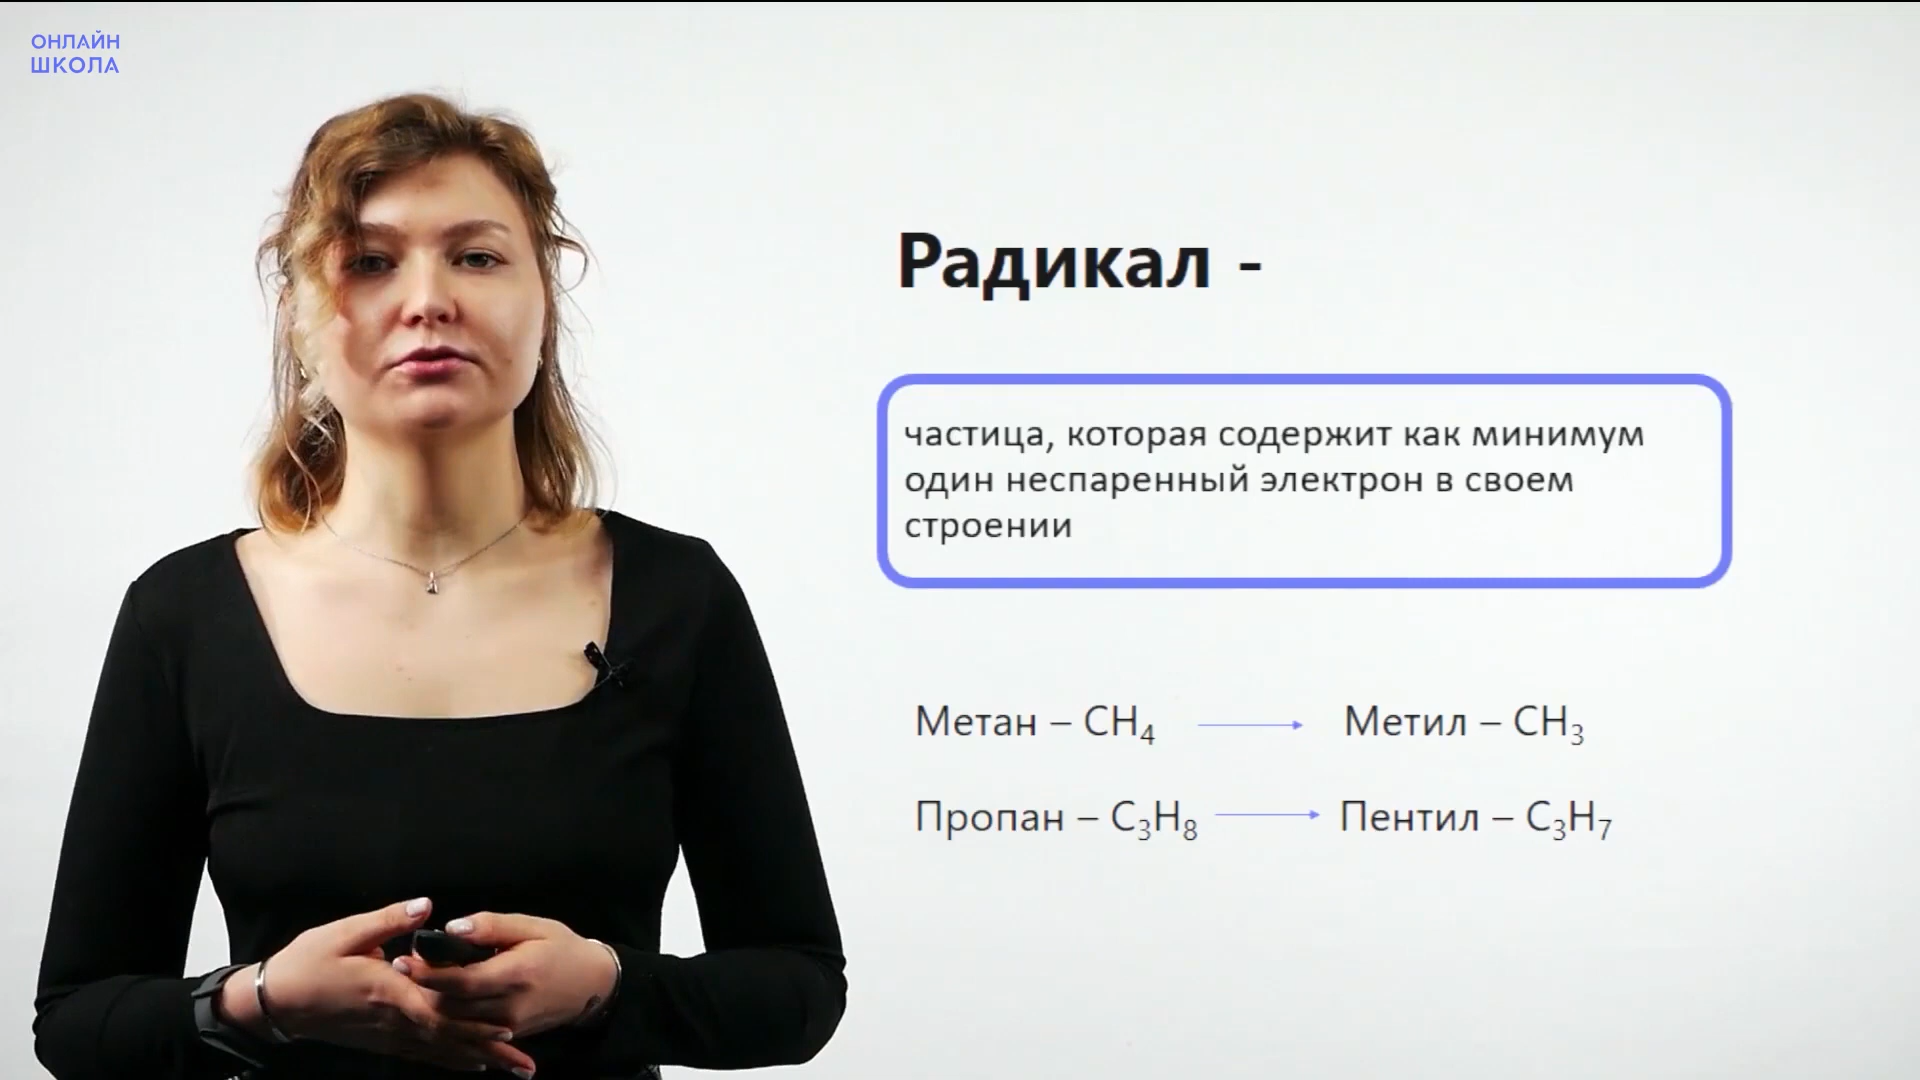 ОНЛАЙН
ШКОЛА
Радикал -
частица, которая содержит как минимум
один неспаренный электрон в своем
строении
Метан – CH₄ → Метил – CH₃
Пропан – C₃H₈ → Пентил – C₃H₇